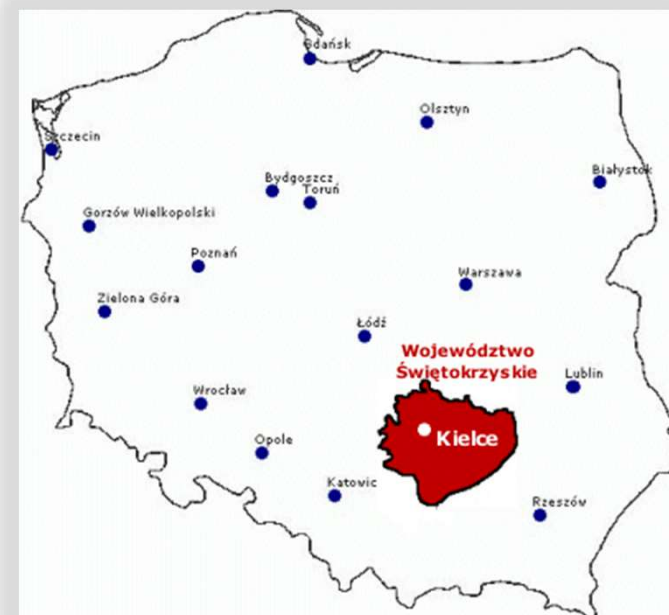 Gdańsk
Olsztyn
Szczecin
Białystok
Bydgoszcz
Toruń
Gorzów Wielkopolski
Poznań
Warszawa
Zielona Góra
Łódź
Województwo
Świętokrzyskie
Lublin
Wrocław
Kielce
Opole
Katowic
Rzeszów